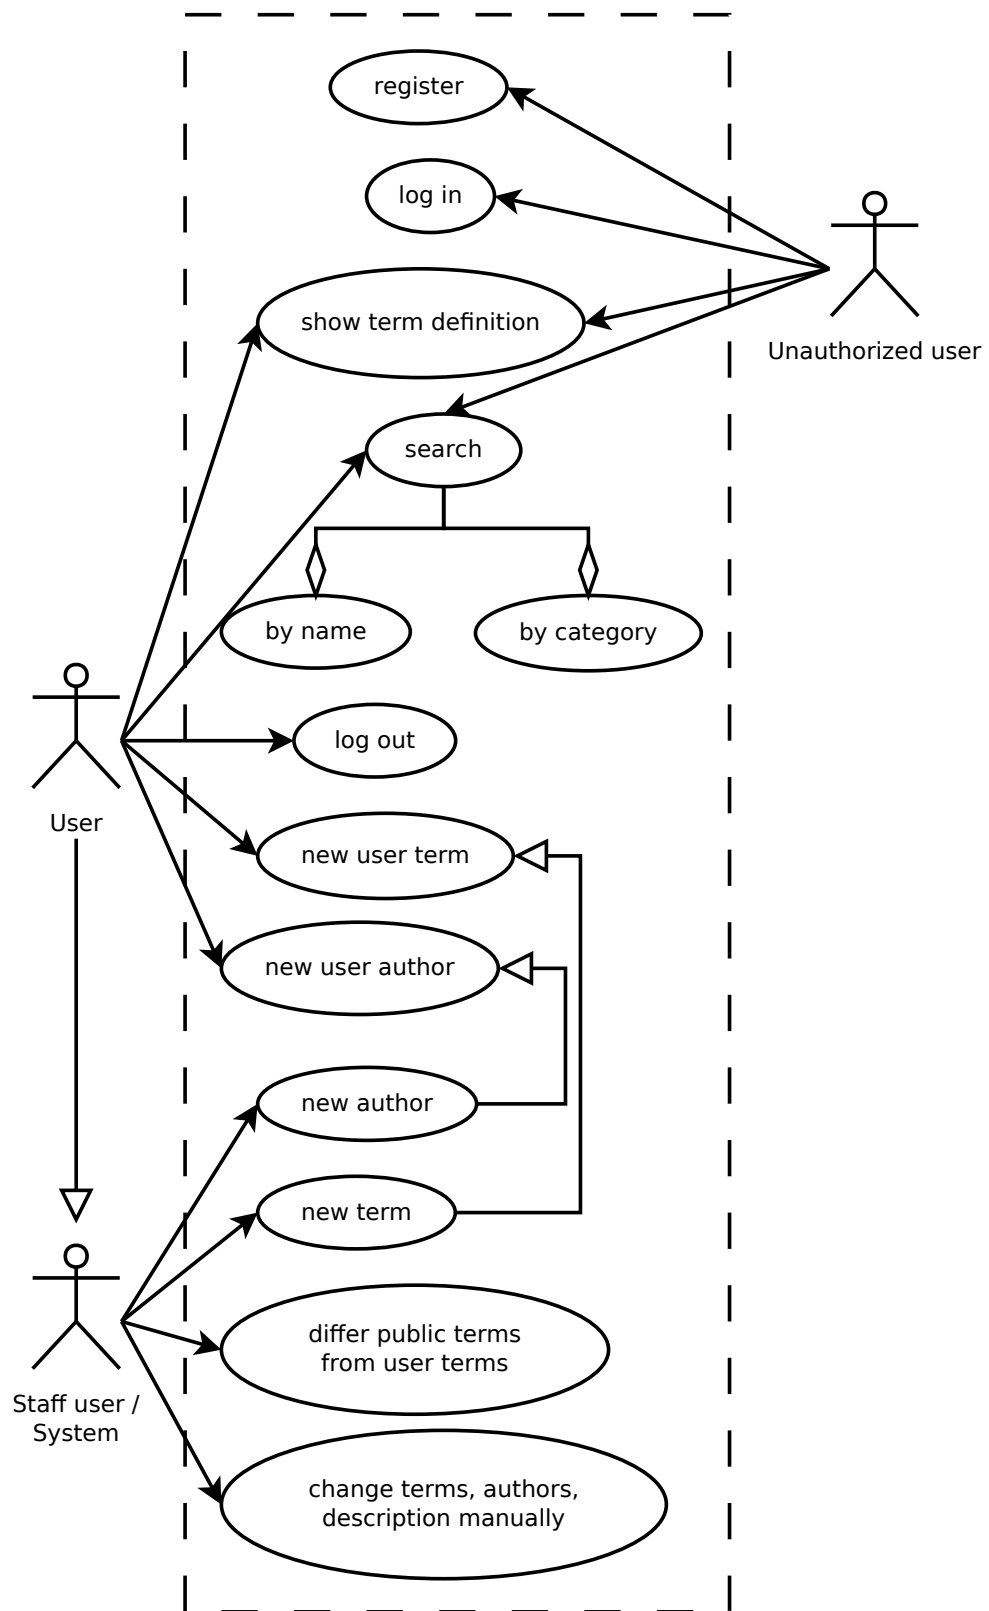 register
log in
show term definition
Unauthorized user
search
by name
by category
log out
User
new user term
new user author
new author
new term
differ public terms
from user terms
Staff user /
System
change terms, authors,
description manually